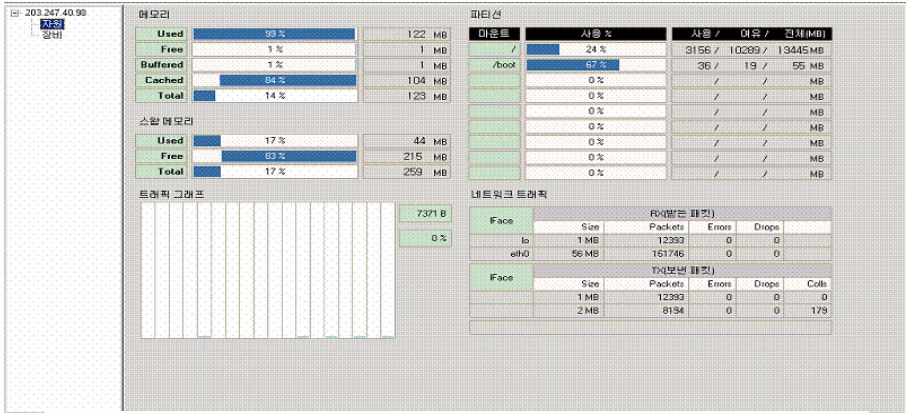 203.247.40.98
자원
장비
메모리
Used 99 % 122 MB
Free 1 % 1 MB
Buffered 1 % 1 MB
Cached 84 % 104 MB
Total 14 % 123 MB
스왑 메모리
Used 17 % 44 MB
Free 83 % 215 MB
Total 17 % 259 MB
트래픽 그래프
7371 B
0 %
파티션
마운트 사용 % 사용 / 여유 / 전체(MB)
/ 24 % 3156 / 10289 / 13445 MB
/boot 67 % 36 / 19 / 55 MB
0 % / / MB
0 % / / MB
0 % / / MB
0 % / / MB
0 % / / MB
0 % / / MB
0 % / / MB
네트워크 트래픽
IFace RX(받는 패킷)
Size Packets Errors Drops
lo 1 MB 12393 0 0
eth0 56 MB 161746 0 0
IFace TX(보낸 패킷)
Size Packets Errors Drops Colls
1 MB 12393 0 0 0
2 MB 8194 0 0 179